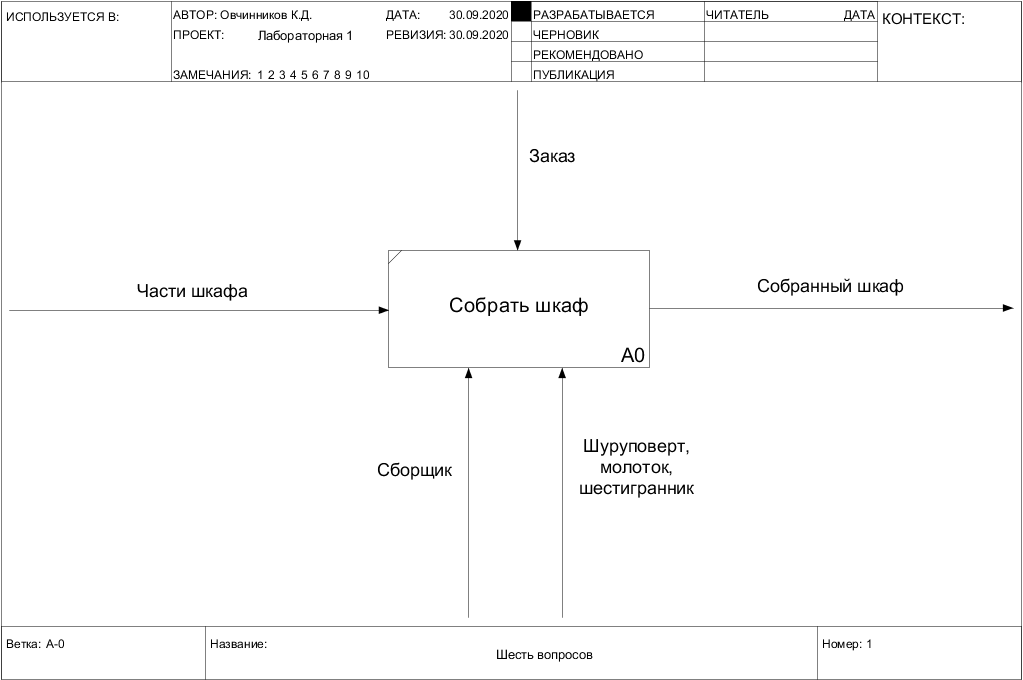 ИСПОЛЬЗУЕТСЯ В:
АВТОР: Овчинников К.Д.
ДАТА: 30.09.2020
ПРОЕКТ: Лабораторная 1
РЕВИЗИЯ: 30.09.2020
ЗАМЕЧАНИЯ: 1 2 3 4 5 6 7 8 9 10
РАЗРАБАТЫВАЕТСЯ
ЧЕРНОВИК
РЕКОМЕНДОВАНО
ПУБЛИКАЦИЯ
ЧИТАТЕЛЬ
ДАТА
КОНТЕКСТ:
Заказ
Части шкафа
Собрать шкаф
A0
Собранный шкаф
Сборщик
Шуруповерт,
молоток,
шестигранник
Ветка: A-0
Название:
Шесть вопросов
Номер: 1